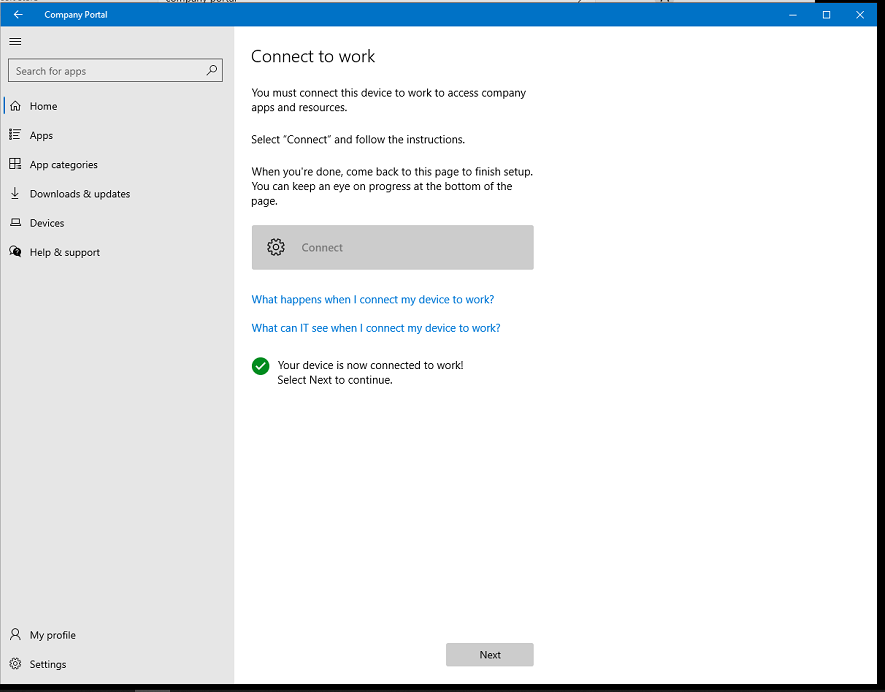 company portal
Company Portal
Search for apps
Home
Apps
App categories
Downloads & updates
Devices
Help & support
My profile
Settings
Connect to work
You must connect this device to work to access company
apps and resources.
Select “Connect” and follow the instructions.
When you're done, come back to this page to finish setup.
You can keep an eye on progress at the bottom of the
page.
Connect
What happens when I connect my device to work?
What can IT see when I connect my device to work?
Your device is now connected to work!
Select Next to continue.
Next